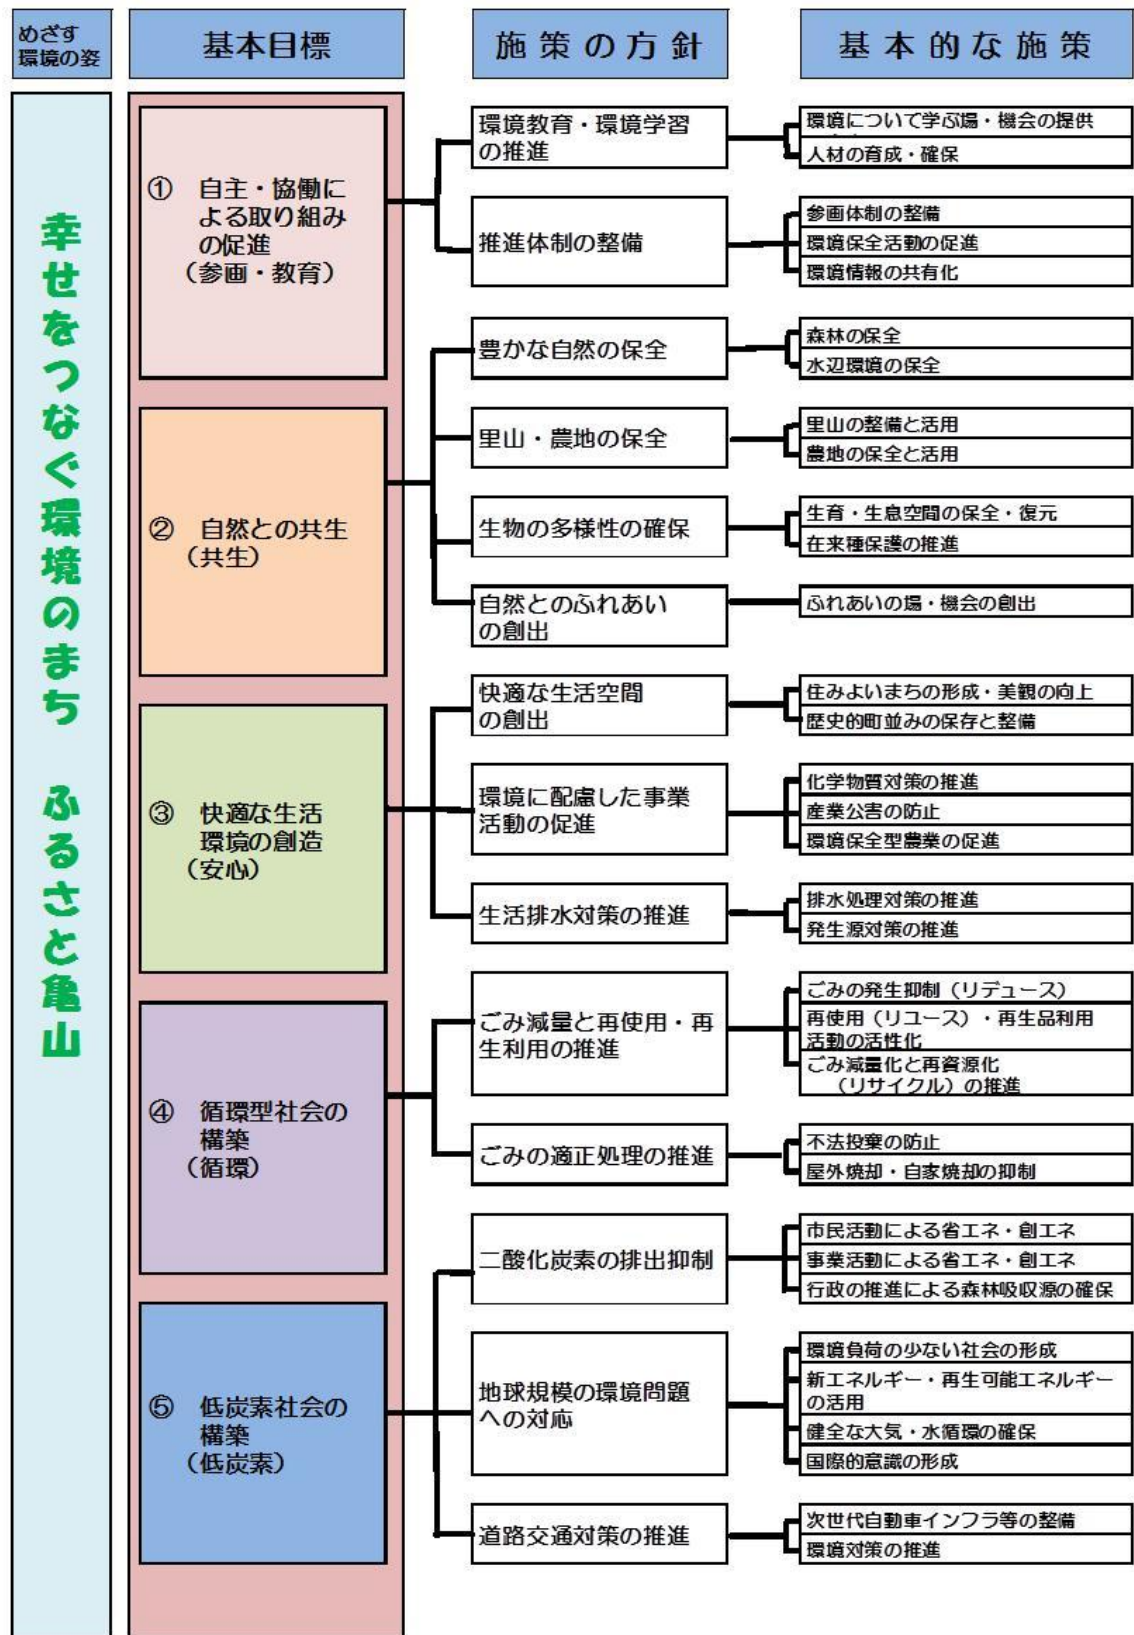 めざす
環境の姿
基本目標
施策の方針
基本的な施策
幸せをつなぐ環境のまち　ふるさと亀山
①　自主・協働に
よる取り組み
の促進
（参画・教育）
環境教育・環境学習
の推進
環境について学ぶ場・機会の提供
人材の育成・確保
推進体制の整備
参画体制の整備
環境保全活動の促進
環境情報の共有化
②　自然との共生
（共生）
豊かな自然の保全
森林の保全
水辺環境の保全
里山・農地の保全
里山の整備と活用
農地の保全と活用
生物の多様性の確保
生育・生息空間の保全・復元
在来種保護の推進
自然とのふれあい
の創出
ふれあいの場・機会の創出
③　快適な生活
環境の創造
（安心）
快適な生活空間
の創出
住みよいまちの形成・美観の向上
歴史的町並みの保存と整備
環境に配慮した事業
活動の促進
化学物質対策の推進
産業公害の防止
環境保全型農業の促進
生活排水対策の推進
排水処理対策の推進
発生源対策の推進
④　循環型社会の
構築
（循環）
ごみ減量と再使用・再
生利用の推進
ごみの発生抑制（リデュース）
再使用（リユース）・再生品利用
活動の活性化
ごみ減量化と再資源化
（リサイクル）の推進
ごみの適正処理の推進
不法投棄の防止
屋外焼却・自家焼却の抑制
⑤　低炭素社会の
構築
（低炭素）
二酸化炭素の排出抑制
市民活動による省エネ・創エネ
事業活動による省エネ・創エネ
行政の推進による森林吸収源の確保
地球規模の環境問題
への対応
環境負荷の少ない社会の形成
新エネルギー・再生可能エネルギー
の活用
健全な大気・水循環の確保
国際的意識の形成
道路交通対策の推進
次世代自動車インフラ等の整備
環境対策の推進